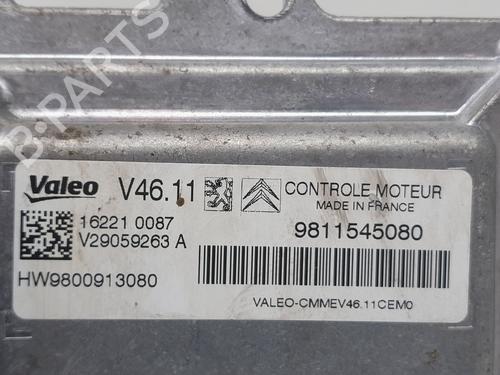 B-PARTS
Valeo V46.11 CONTROLE MOTEUR
MADE IN FRANCE
16221 0087
V29059263 A
9811545080
HW9800913080
VALEO-CMMEV46.11CEM0